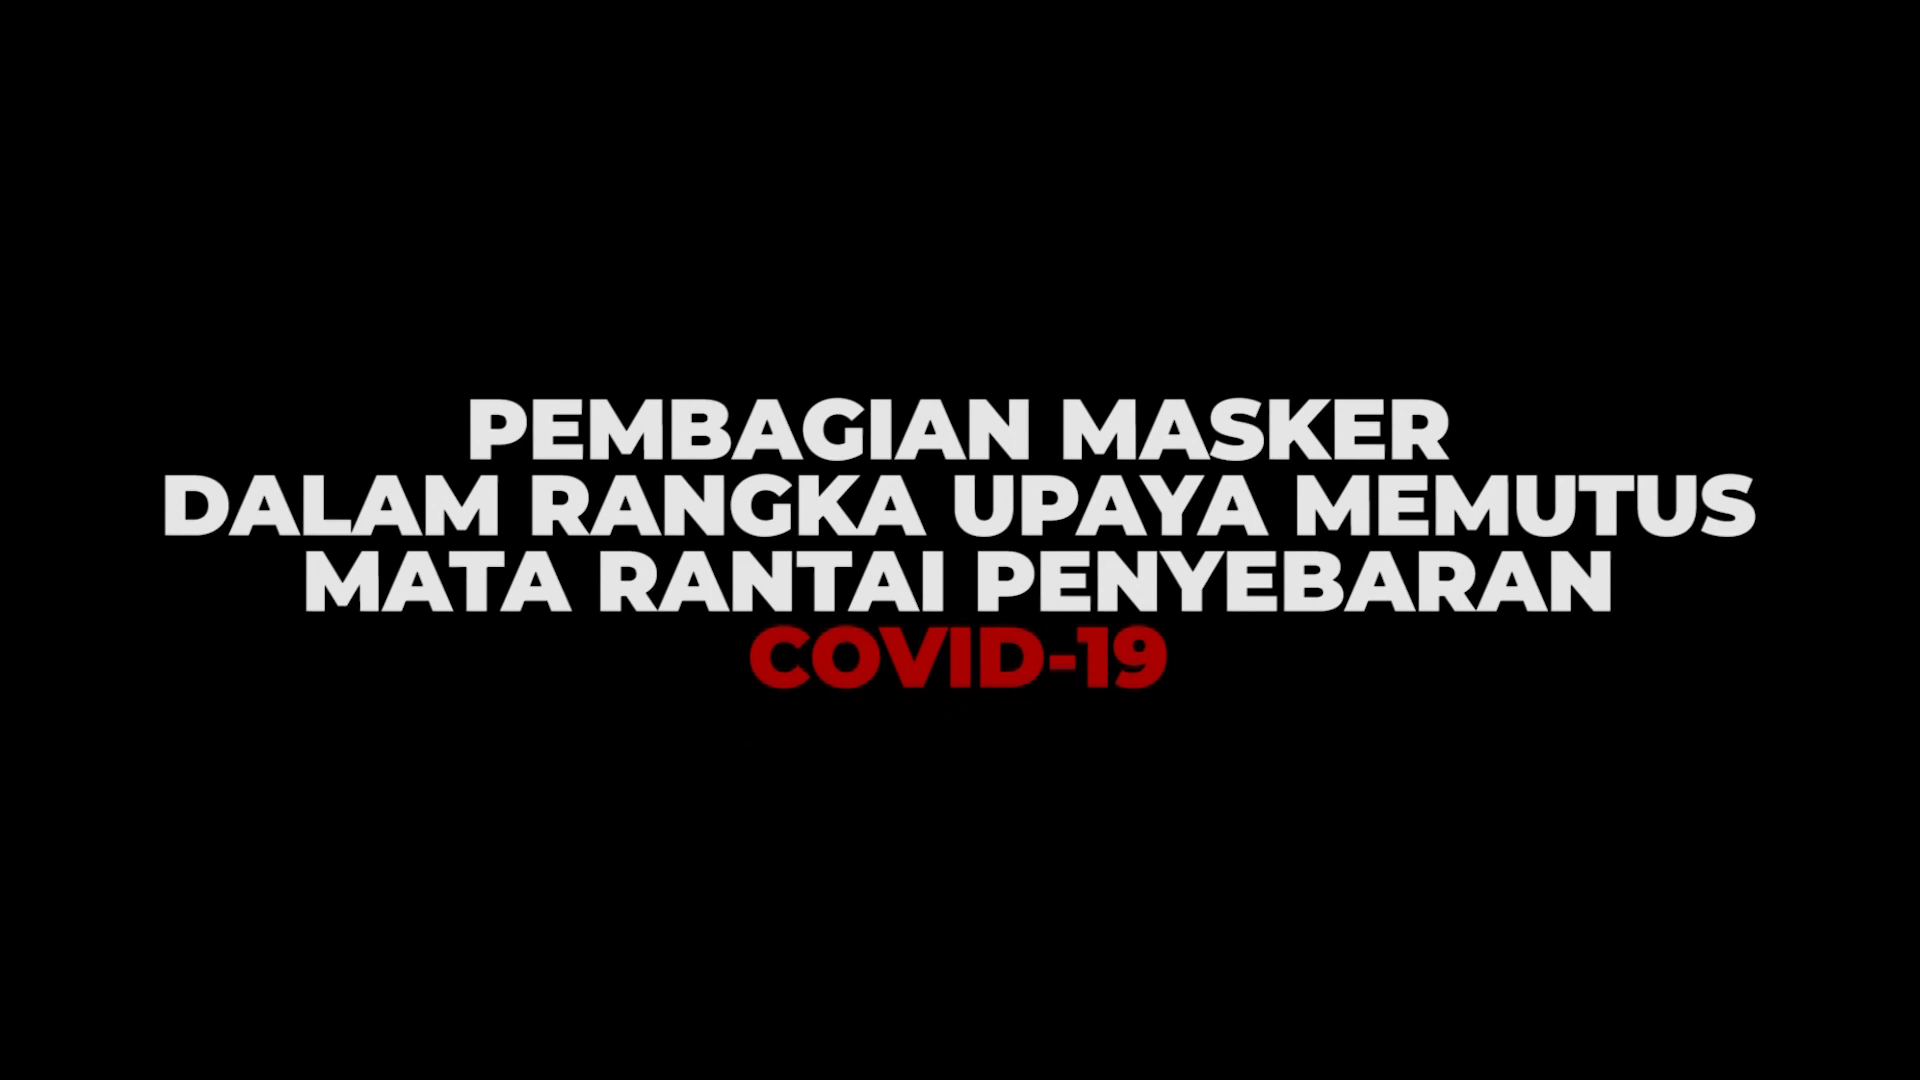 PEMBAGIAN MASKER
DALAM RANGKA UPAYA MEMUTUS
MATA RANTAI PENYEBARAN
COVID-19